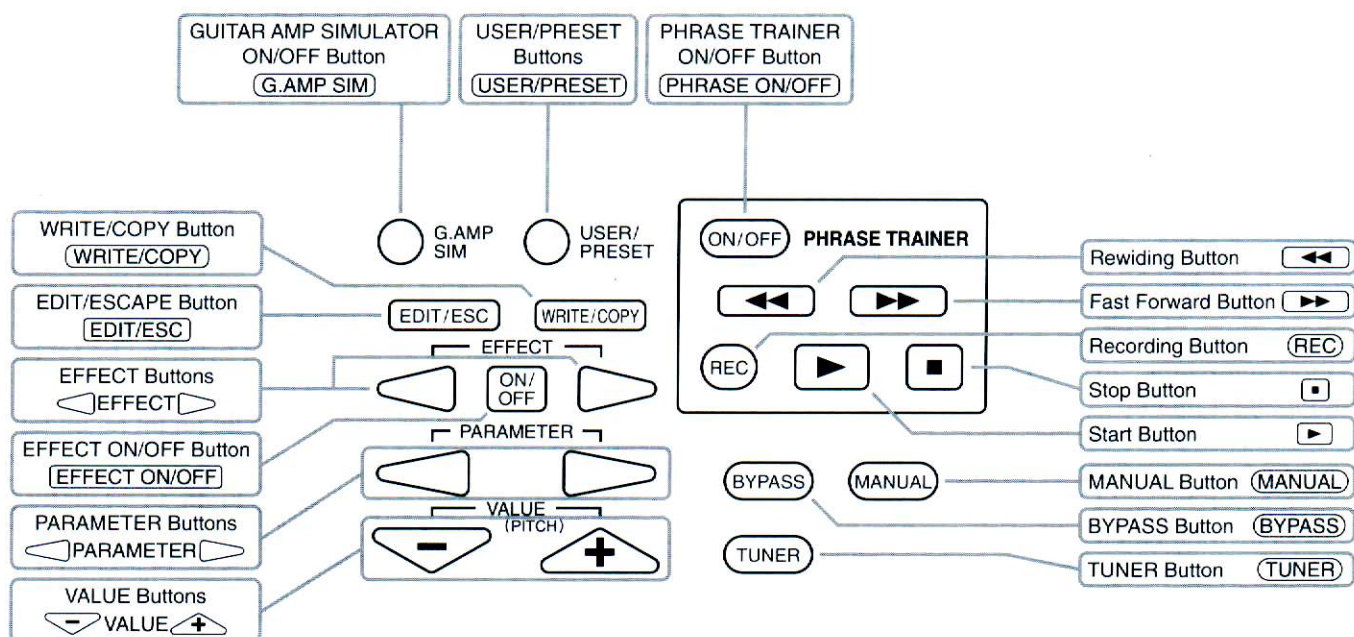 GUITAR AMP SIMULATOR
ON/OFF Button
G.AMP SIM
USER/PRESET
Buttons
USER/PRESET
PHRASE TRAINER
ON/OFF Button
PHRASE ON/OFF
WRITE/COPY Button
WRITE/COPY
EDIT/ESCAPE Button
EDIT/ESC
EFFECT Buttons
EFFECT
EFFECT ON/OFF Button
EFFECT ON/OFF
PARAMETER Buttons
PARAMETER
VALUE Buttons
- VALUE +
G.AMP
SIM
USER/
PRESET
EDIT/ESC
WRITE/COPY
EFFECT
ON/
OFF
PARAMETER
VALUE
(PITCH)
- +
ON/OFF PHRASE TRAINER
REC
BYPASS
MANUAL
TUNER
Rewiding Button
Fast Forward Button
Recording Button REC
Stop Button
Start Button
MANUAL Button MANUAL
BYPASS Button BYPASS
TUNER Button TUNER